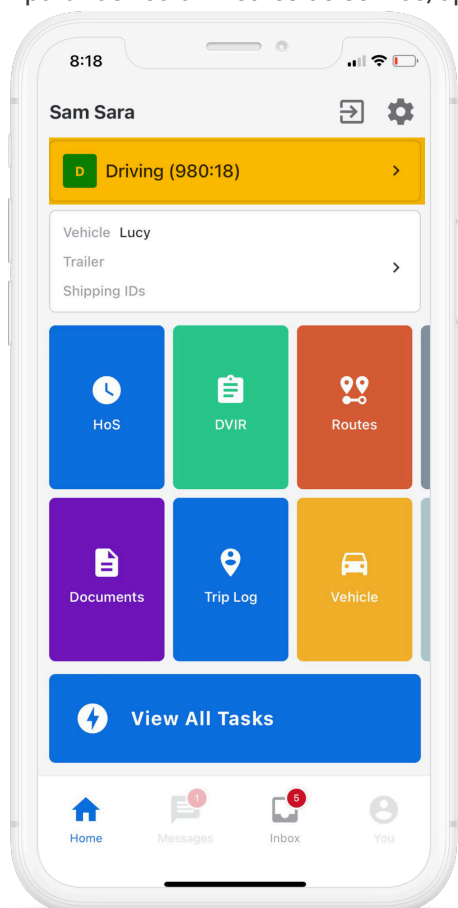 8:18
Sam Sara
D Driving (980:18)
Vehicle Lucy
Trailer
Shipping IDs
HoS
DVIR
Routes
Documents
Trip Log
Vehicle
View All Tasks
1
5
Home
Messages
Inbox
You